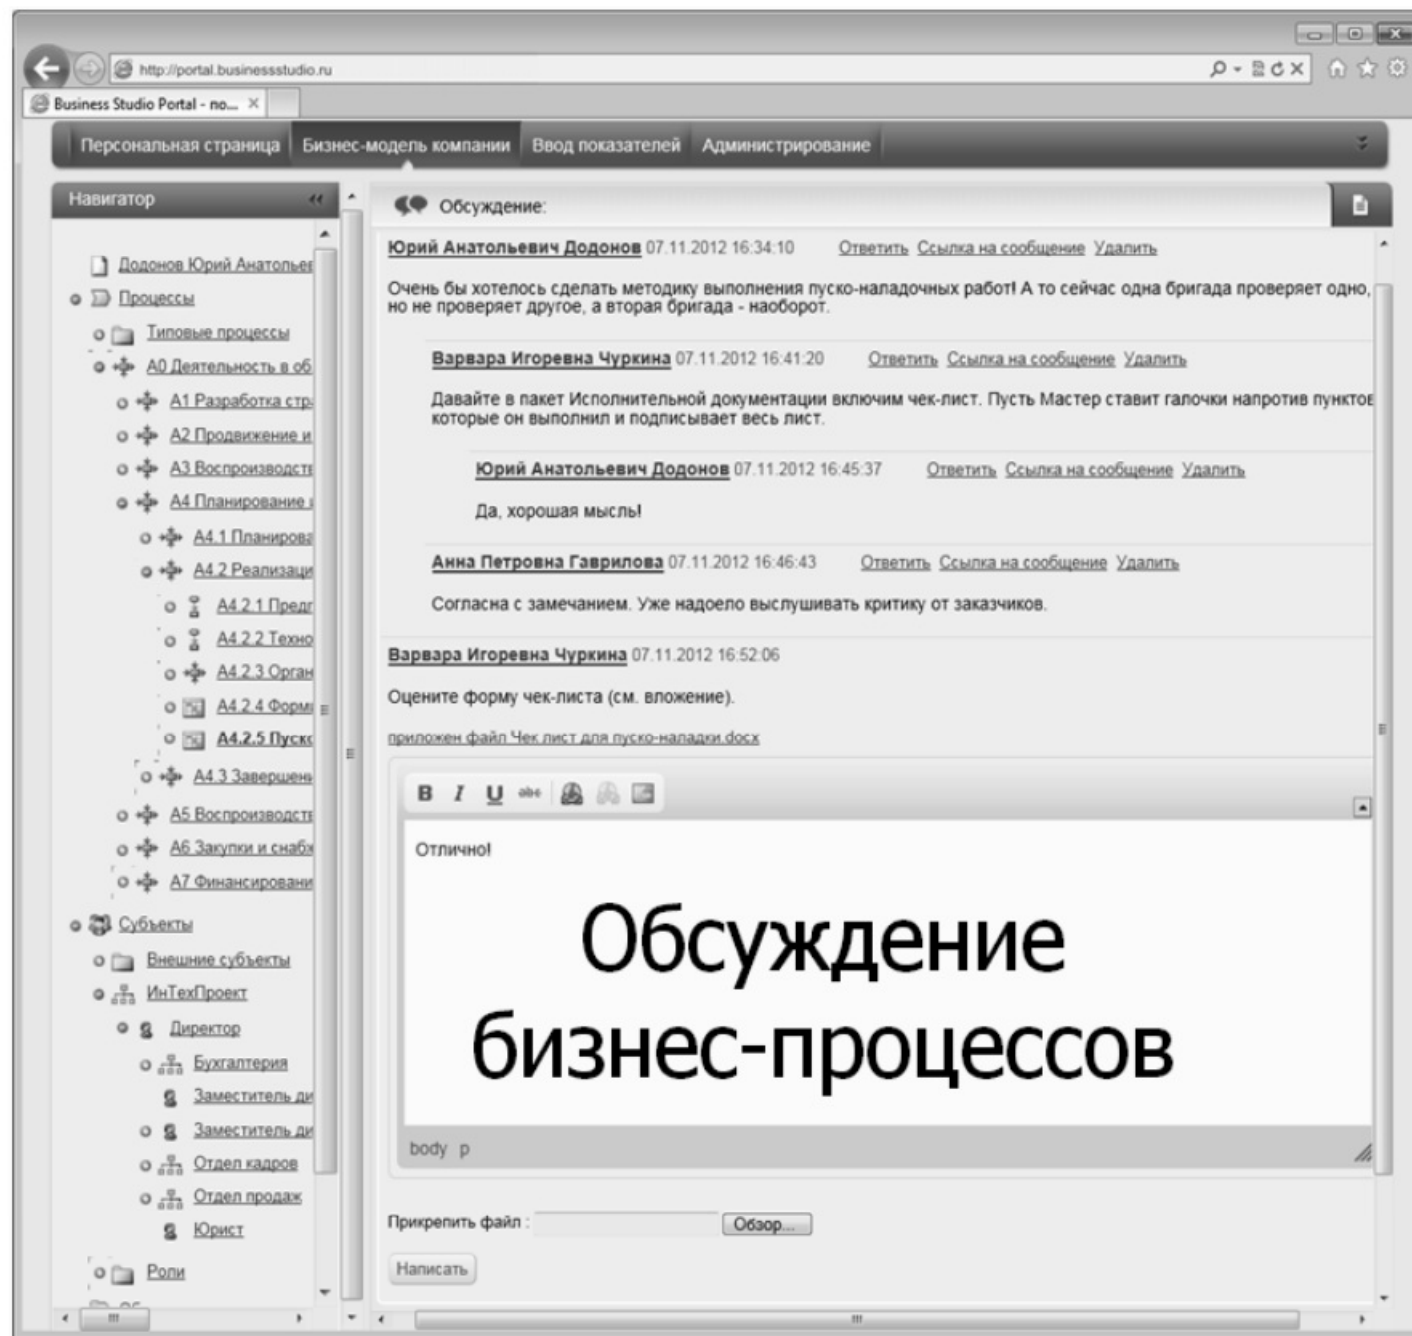 http://portal.businessstudio.ru
Business Studio Portal - по...
Персональная страница Бизнес-модель компании Ввод показателей Администрирование
Навигатор
Додонов Юрий Анатольев
Процессы
Типовые процессы
А0 Деятельность в об
А1 Разработка стра
А2 Продвижение и
А3 Воспроизводств
А4 Планирование и
А4.1 Планирова
А4.2 Реализаци
А4.2.1 Предп
А4.2.2 Техно
А4.2.3 Орган
А4.2.4 Форми
А4.2.5 Пуско
А4.3 Завершени
А5 Воспроизводств
А6 Закупки и снабж
А7 Финансировани
Субъекты
Внешние субъекты
ИнТехПроект
Директор
Бухгалтерия
Заместитель ди
Заместитель ди
Отдел кадров
Отдел продаж
Юрист
Роли
Обсуждение:
Юрий Анатольевич Додонов 07.11.2012 16:34:10 Ответить Ссылка на сообщение Удалить
Очень бы хотелось сделать методику выполнения пуско-наладочных работ! А то сейчас одна бригада проверяет одно,
но не проверяет другое, а вторая бригада - наоборот.
Варвара Игоревна Чуркина 07.11.2012 16:41:20 Ответить Ссылка на сообщение Удалить
Давайте в пакет Исполнительной документации включим чек-лист. Пусть Мастер ставит галочки напротив пунктов
которые он выполнил и подписывает весь лист.
Юрий Анатольевич Додонов 07.11.2012 16:45:37 Ответить Ссылка на сообщение Удалить
Да, хорошая мысль!
Анна Петровна Гаврилова 07.11.2012 16:46:43 Ответить Ссылка на сообщение Удалить
Согласна с замечанием. Уже надоело выслушивать критику от заказчиков.
Варвара Игоревна Чуркина 07.11.2012 16:52:06
Оцените форму чек-листа (см. вложение).
приложен файл Чек лист для пуско-наладки.docx
B I U abc
Отлично!
Обсуждение
бизнес-процессов
body p
Прикрепить файл : Обзор...
Написать